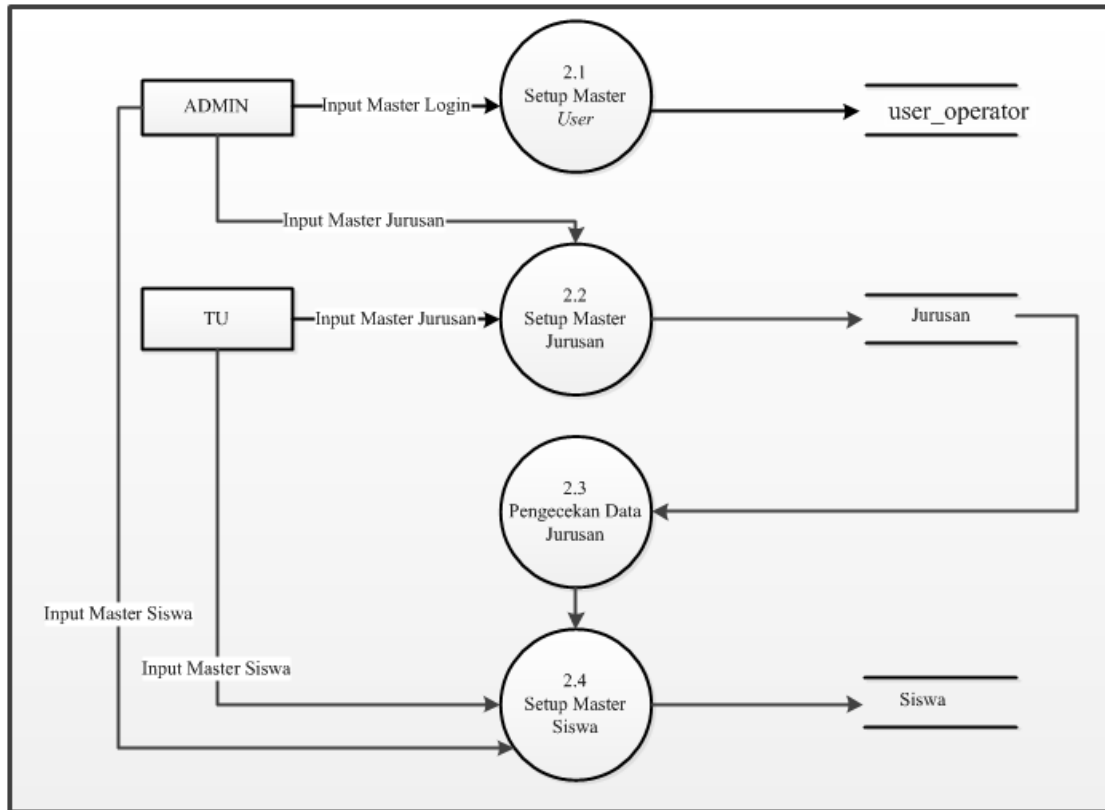 2.1
Setup Master
User
ADMIN
Input Master Login
user_operator
Input Master Jurusan
2.2
Setup Master
Jurusan
TU
Input Master Jurusan
Jurusan
2.3
Pengecekan Data
Jurusan
Input Master Siswa
Input Master Siswa
2.4
Setup Master
Siswa
Siswa